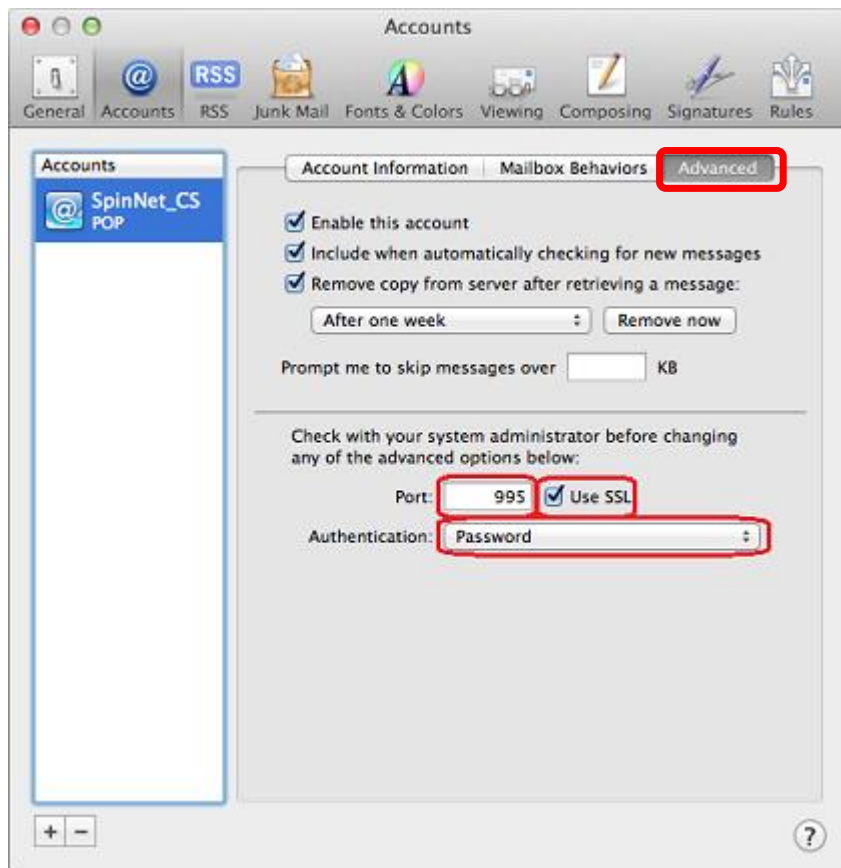 Accounts
RSS
General Accounts RSS Junk Mail Fonts & Colors Viewing Composing Signatures Rules
Accounts
SpinNet_CS
POP
Account Information Mailbox Behaviors Advanced
Enable this account
Include when automatically checking for new messages
Remove copy from server after retrieving a message:
After one week Remove now
Prompt me to skip messages over KB
Check with your system administrator before changing
any of the advanced options below:
Port: 995 Use SSL
Authentication: Password
+ − ?